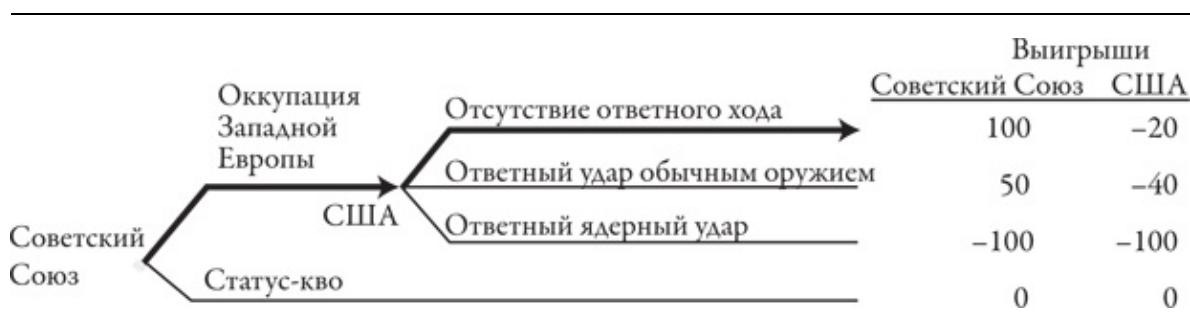 Выигрыши
Советский Союз США
Оккупация
Западной
Европы
Отсутствие ответного хода
100 –20
Ответный удар обычным оружием
50 –40
США
Ответный ядерный удар
–100 –100
Советский
Союз
Статус-кво
0 0